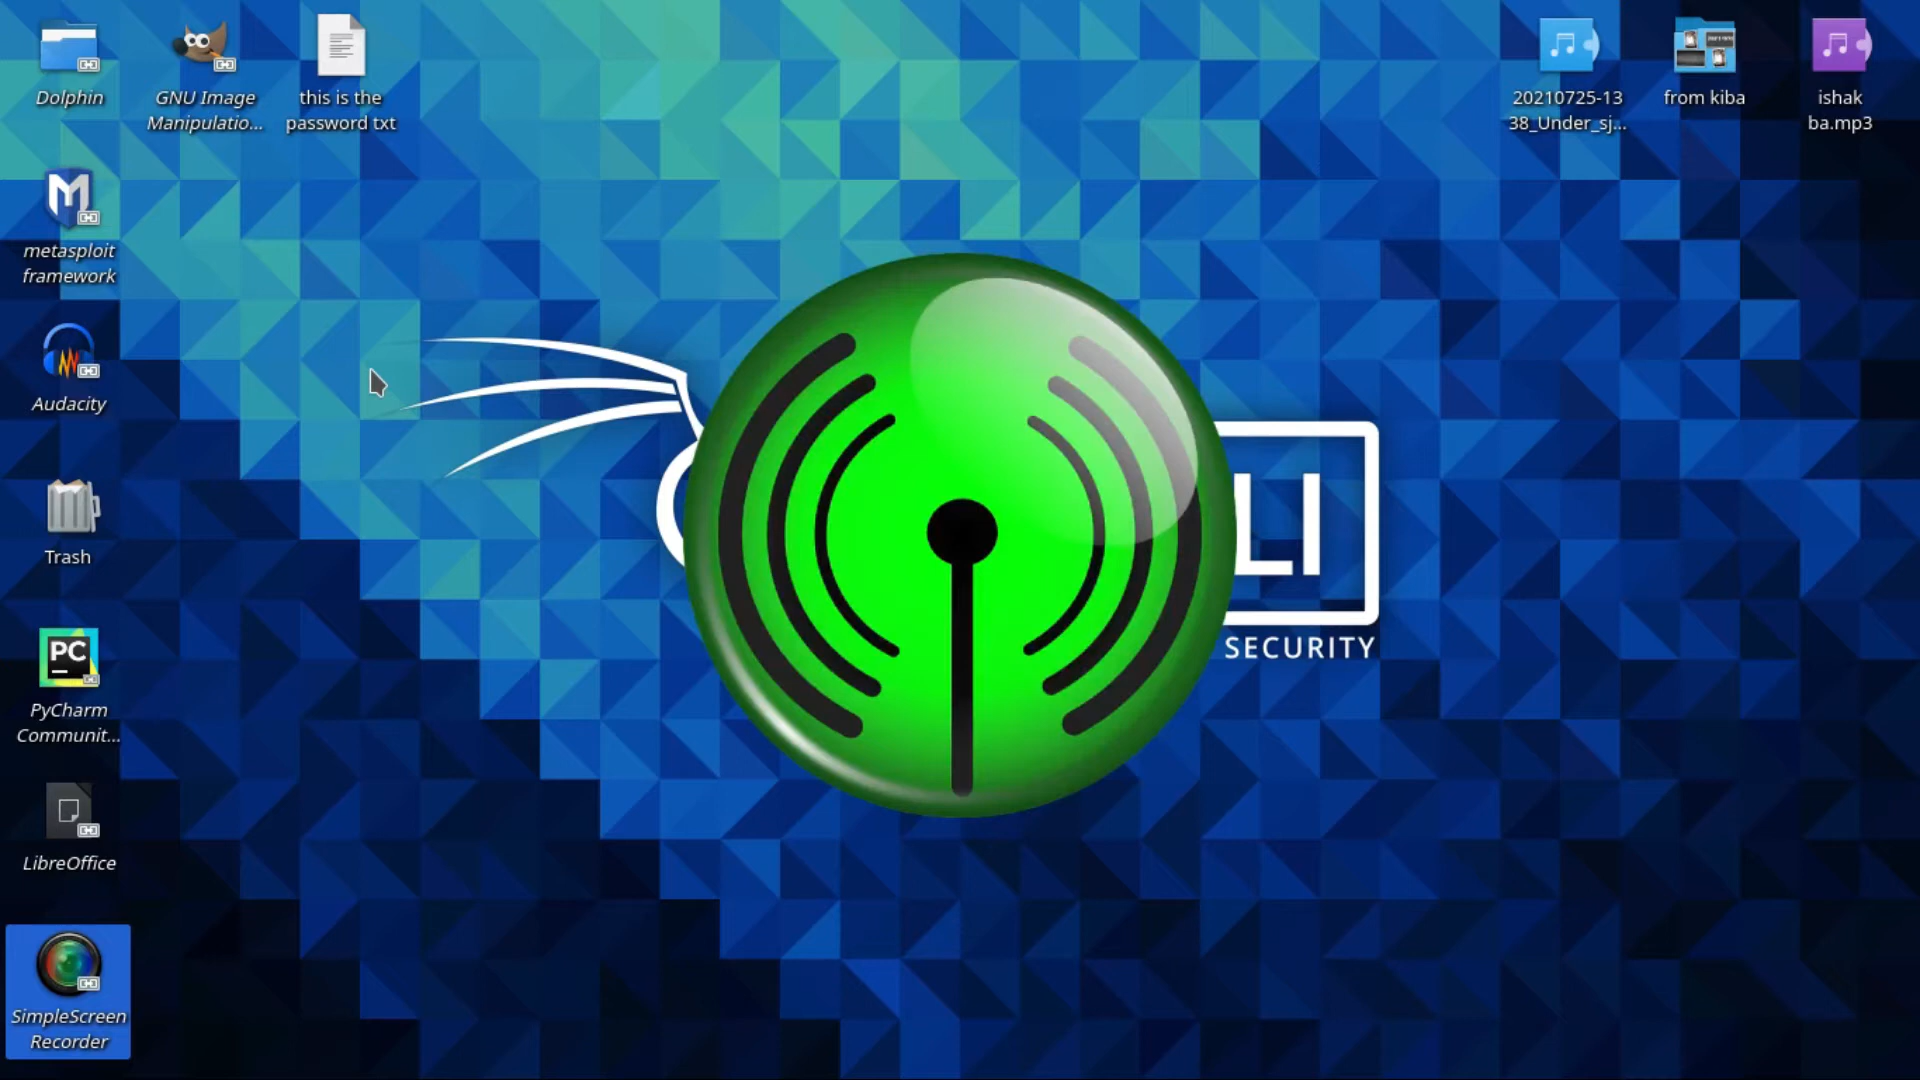 Dolphin
GNU Image
Manipulatio...
this is the
password txt
20210725-13
38_Under_sj...
from kiba
ishak
ba.mp3
metasploit
framework
Audacity
Trash
LI
SECURITY
PC
PyCharm
Communit...
LibreOffice
SimpleScreen
Recorder